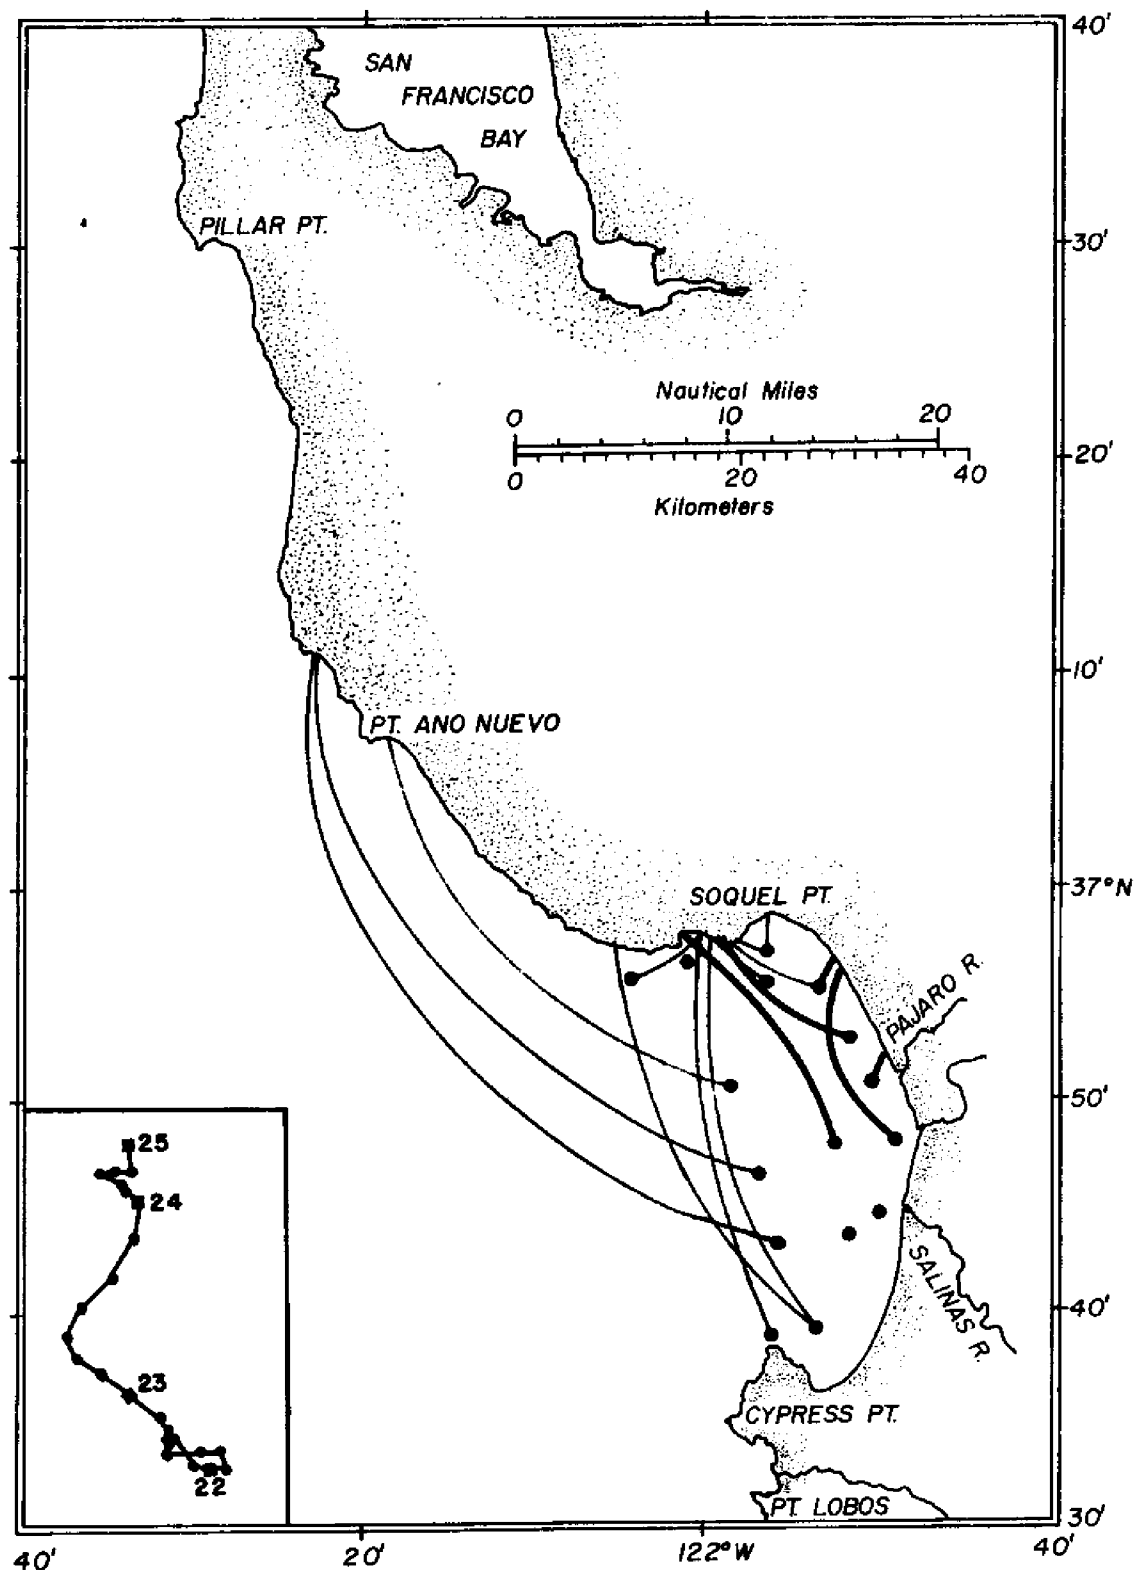 40'
SAN
FRANCISCO
BAY
PILLAR PT.
30'
Nautical Miles
0 10 20
20'
0 20 40
Kilometers
10'
PT. ANO NUEVO
37°N
SOQUEL PT.
PAJARO R.
50'
25
24
SALINAS R.
40'
23
CYPRESS PT.
22
PT. LOBOS
30'
40' 20' 122°W 40'